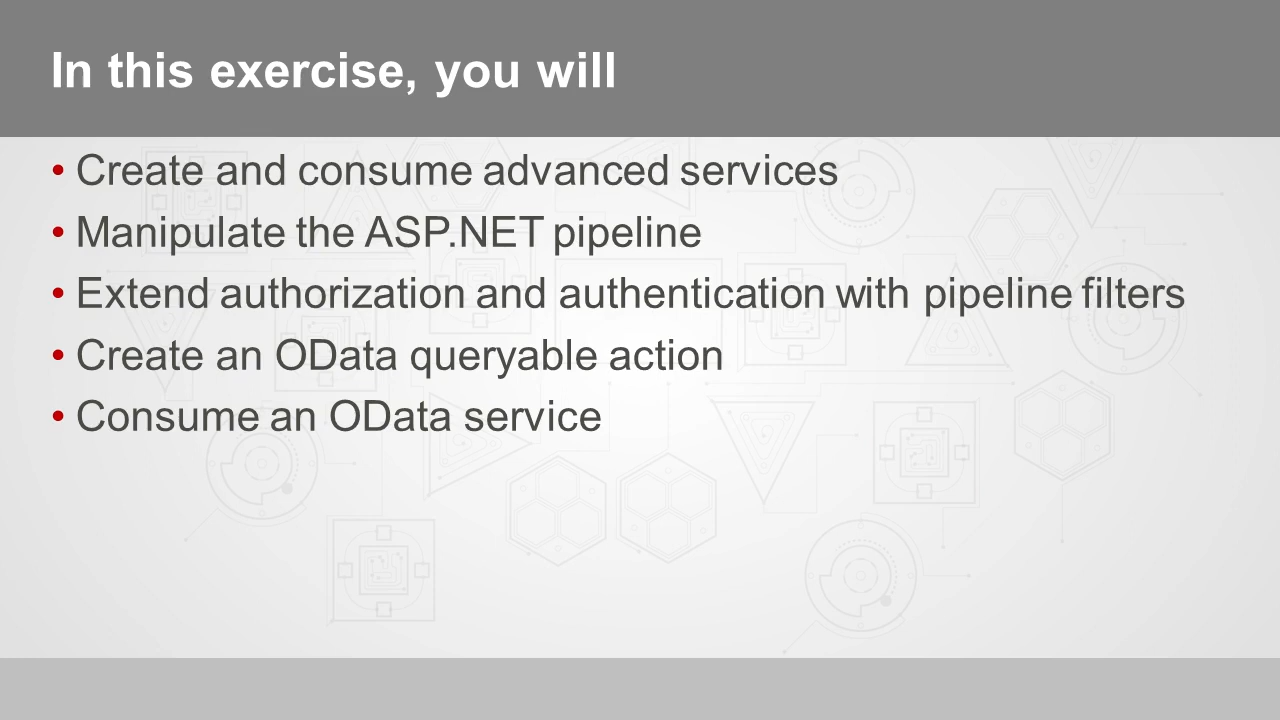 In this exercise, you will
• Create and consume advanced services
• Manipulate the ASP.NET pipeline
• Extend authorization and authentication with pipeline filters
• Create an OData queryable action
• Consume an OData service